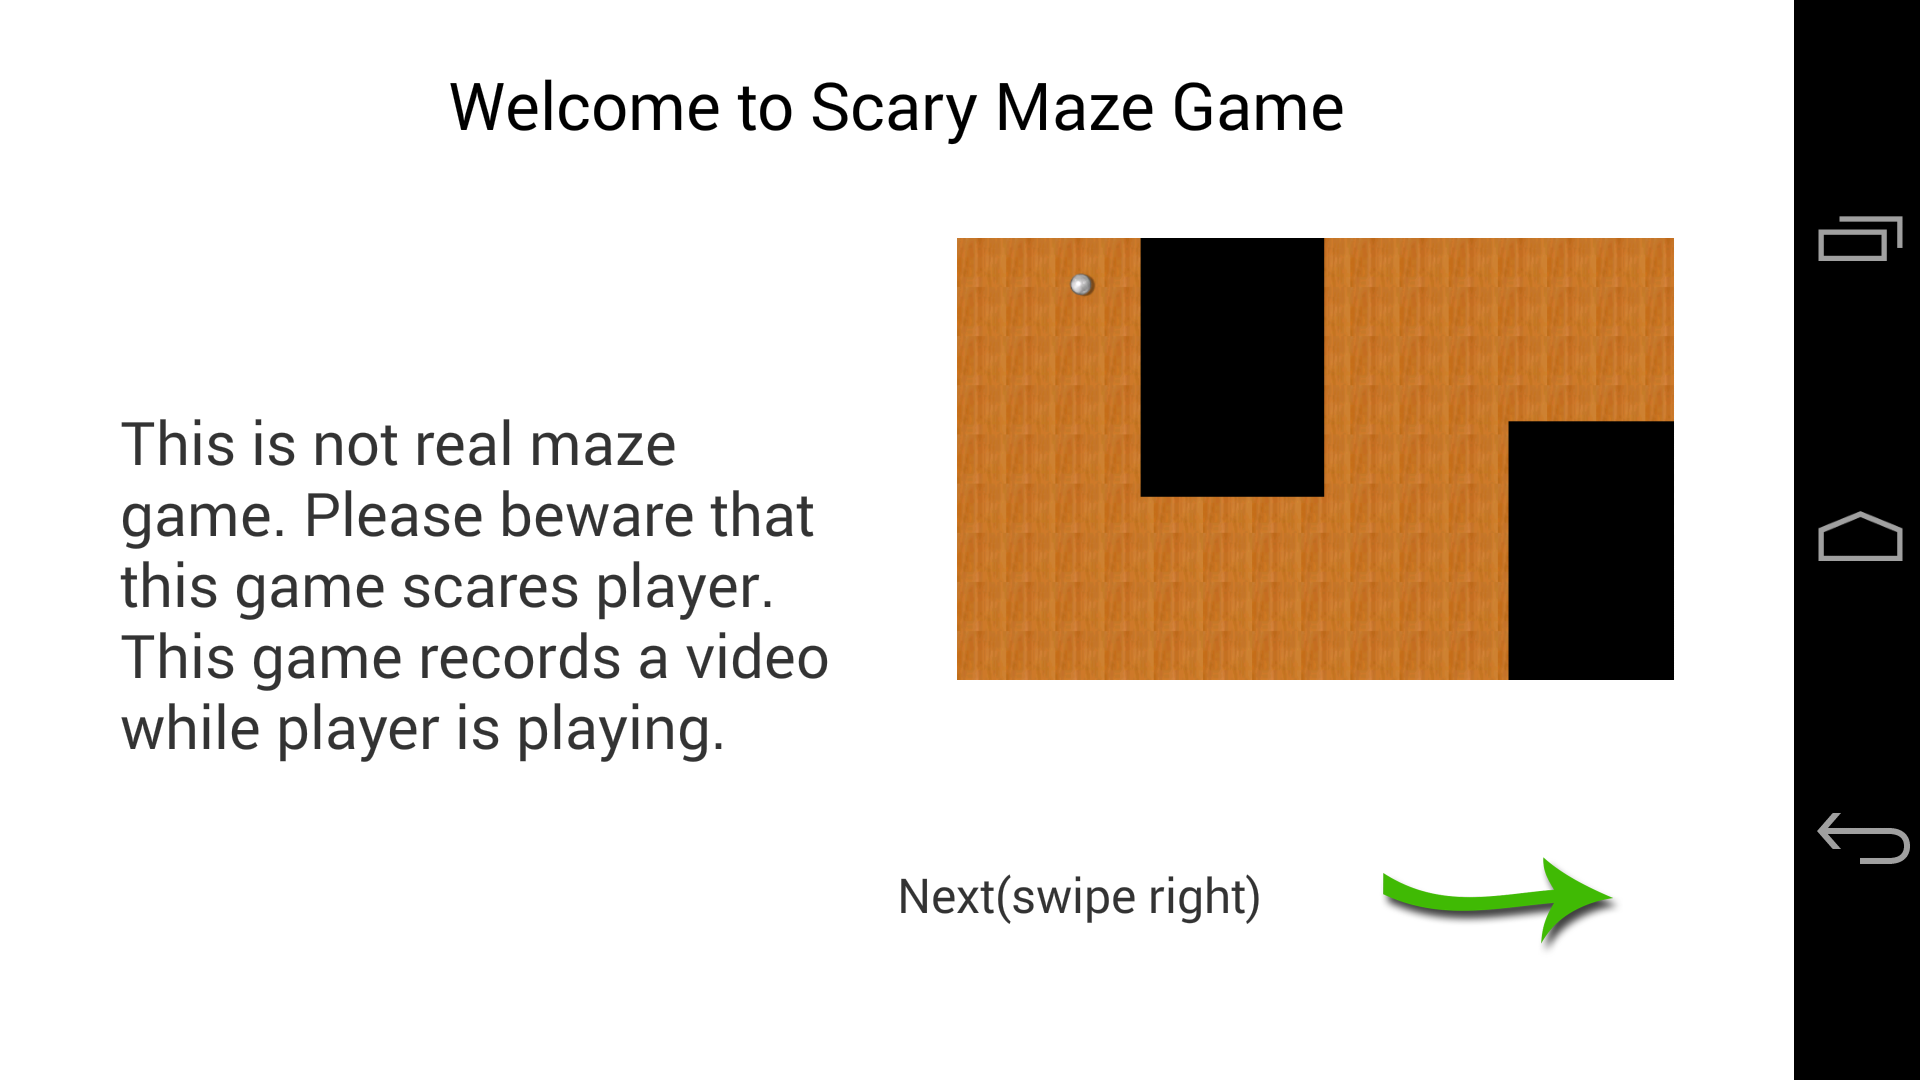 Welcome to Scary Maze Game
This is not real maze
game. Please beware that
this game scares player.
This game records a video
while player is playing.
Next(swipe right)